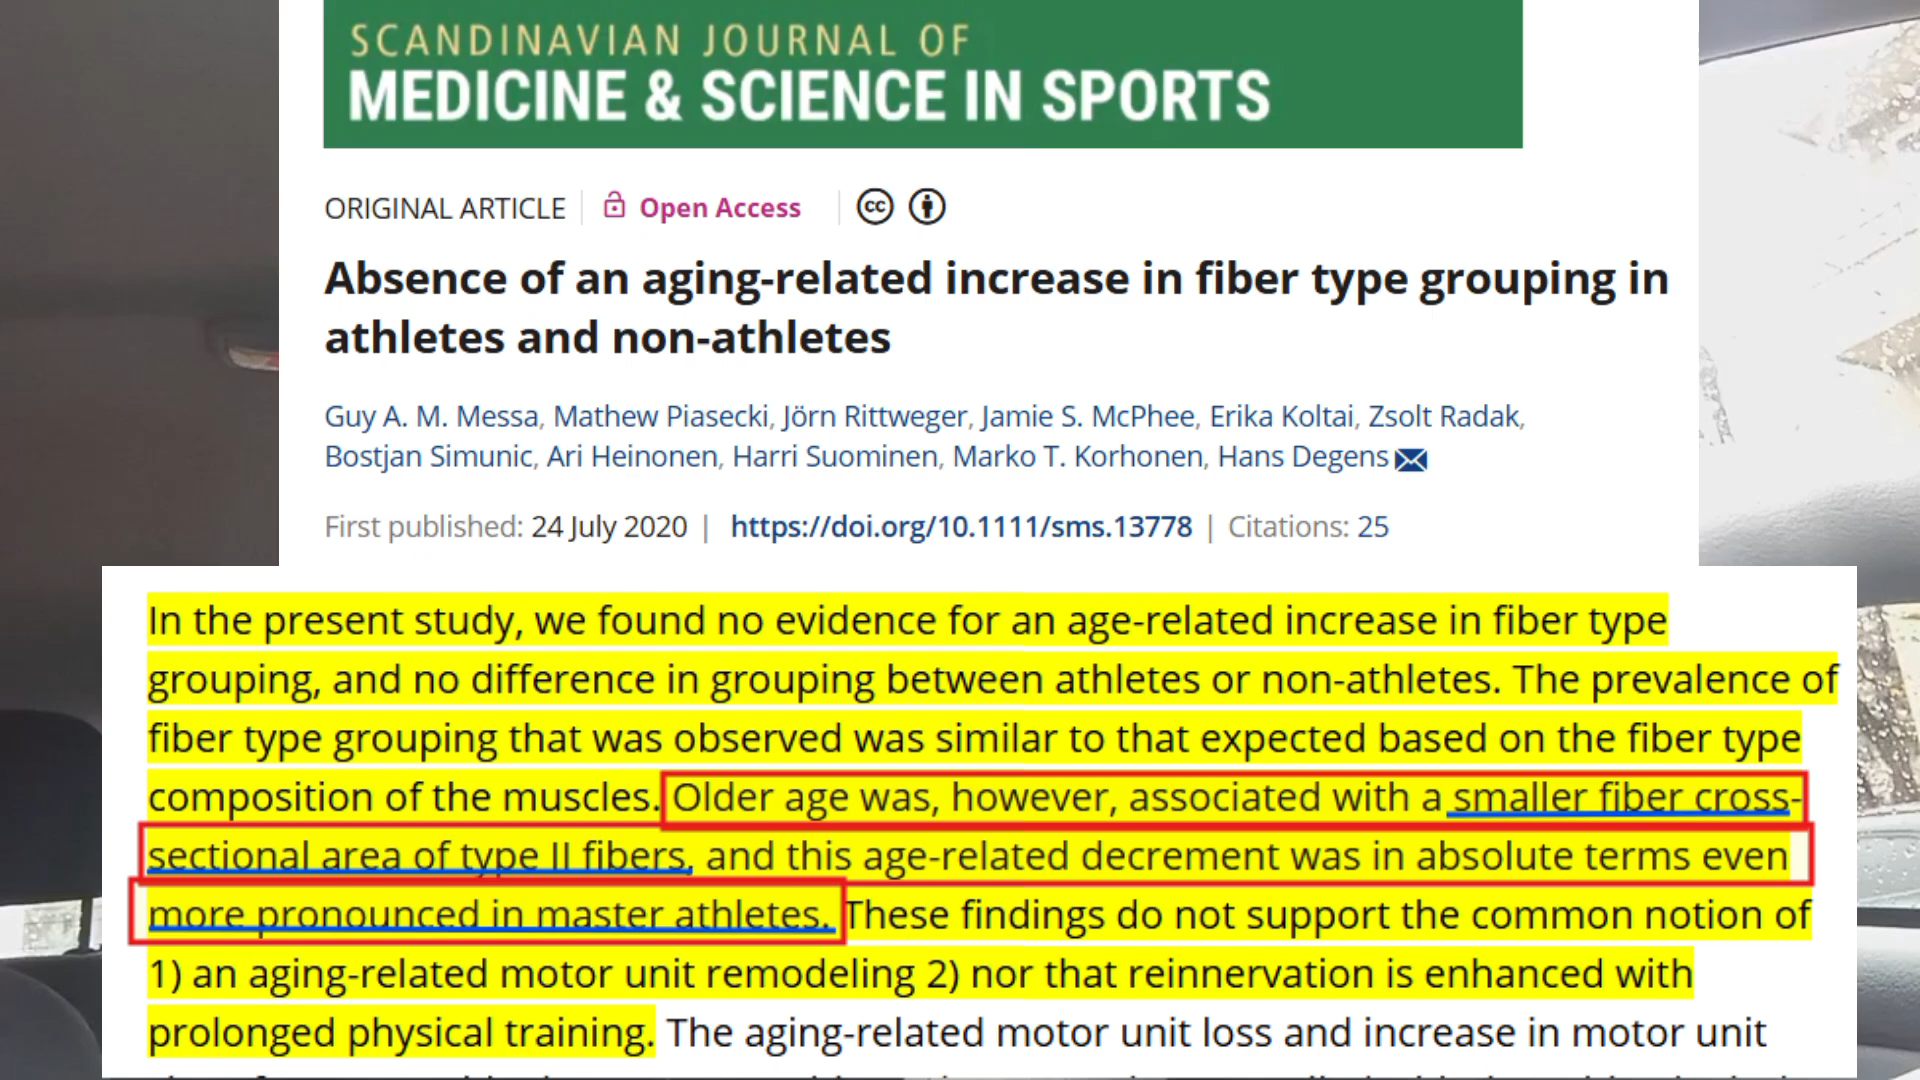 SCANDINAVIAN JOURNAL OF
MEDICINE & SCIENCE IN SPORTS
ORIGINAL ARTICLE
Open Access
cc
Absence of an aging-related increase in fiber type grouping in
athletes and non-athletes
Guy A. M. Messa, Mathew Piasecki, Jörn Rittweger, Jamie S. McPhee, Erika Koltai, Zsolt Radak,
Bostjan Simunic, Ari Heinonen, Harri Suominen, Marko T. Korhonen, Hans Degens
First published: 24 July 2020 | https://doi.org/10.1111/sms.13778 | Citations: 25
In the present study, we found no evidence for an age-related increase in fiber type
grouping, and no difference in grouping between athletes or non-athletes. The prevalence of
fiber type grouping that was observed was similar to that expected based on the fiber type
composition of the muscles. Older age was, however, associated with a smaller fiber cross-
sectional area of type II fibers, and this age-related decrement was in absolute terms even
more pronounced in master athletes. These findings do not support the common notion of
1) an aging-related motor unit remodeling 2) nor that reinnervation is enhanced with
prolonged physical training. The aging-related motor unit loss and increase in motor unit